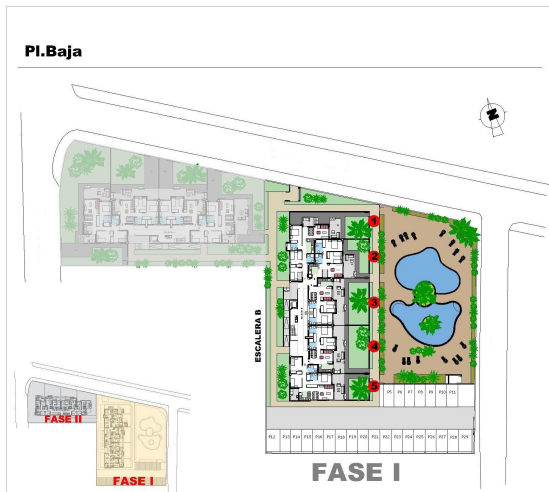 Pl.Baja
N
1
2
3
4
5
ESCALERA B
P5 P6 P7 P8 P9 P10 P11
P12 P13 P14 P15 P16 P17 P18 P19 P20 P21 P22 P23 P24 P25 P26 P27 P28 P29
FASE II
FASE I
FASE I